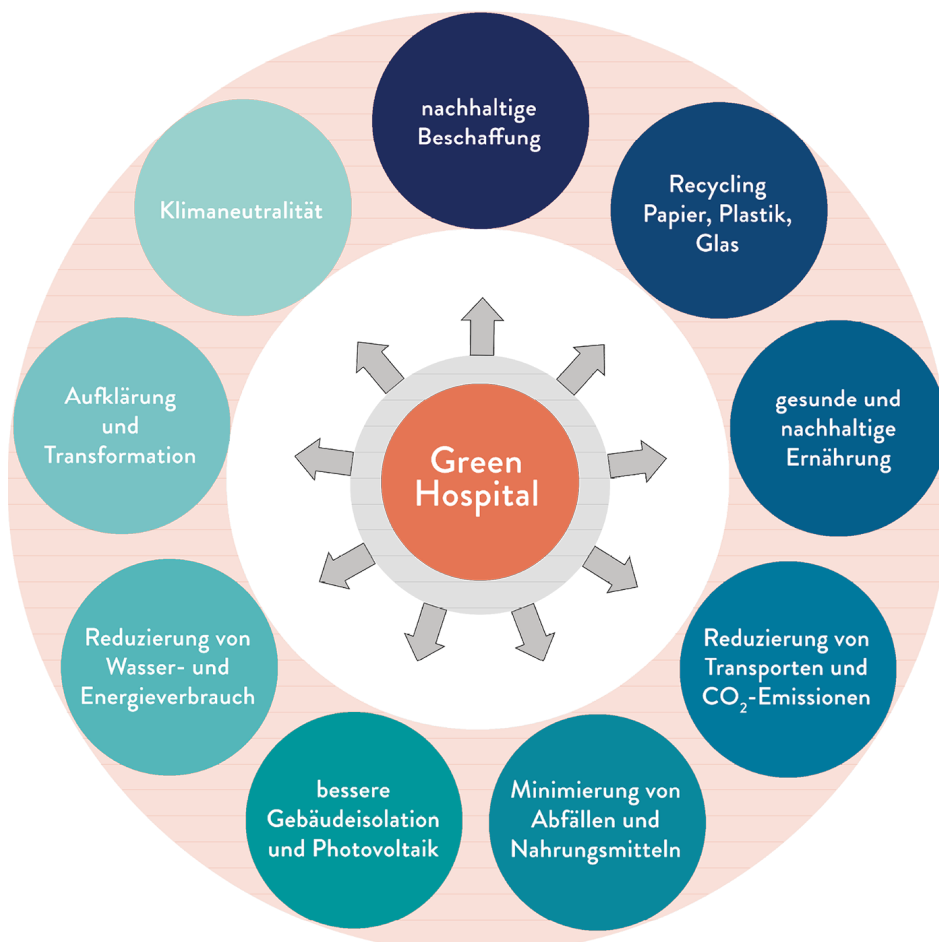 nachhaltige
Beschaffung
Recycling
Papier, Plastik,
Glas
gesunde und
nachhaltige
Ernährung
Reduzierung von
Transporten und
CO₂-Emissionen
Minimierung von
Abfällen und
Nahrungsmitteln
bessere
Gebäudeisolation
und Photovoltaik
Reduzierung von
Wasser- und
Energieverbrauch
Aufklärung
und
Transformation
Klimaneutralität
Green
Hospital